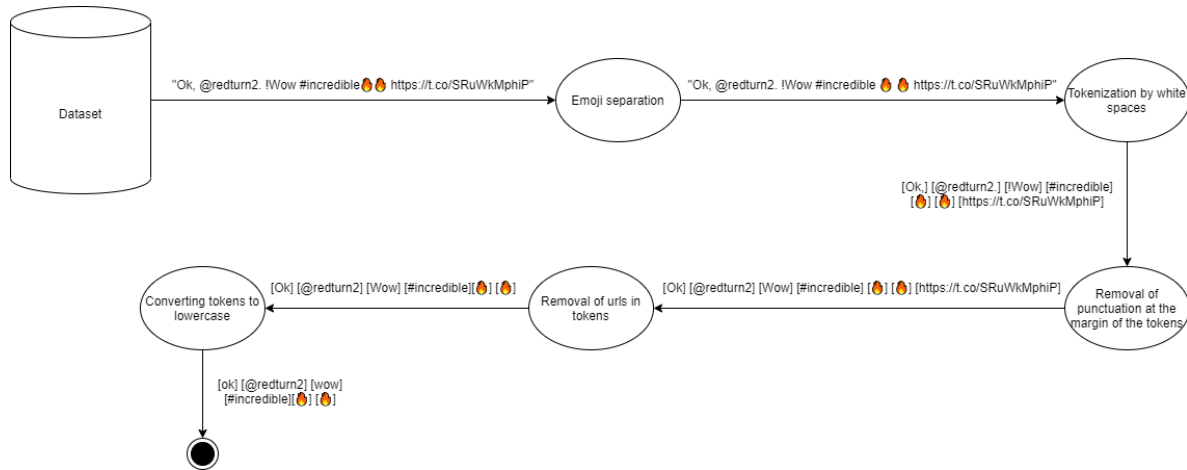 Dataset
"Ok, @redturn2. !Wow #incredible🔥🔥 https://t.co/SRuWkMphiP"
Emoji separation
"Ok, @redturn2. !Wow #incredible 🔥 🔥 https://t.co/SRuWkMphiP"
Tokenization by white
spaces
[Ok,] [@redturn2.] [!Wow] [#incredible]
[🔥] [🔥] [https://t.co/SRuWkMphiP]
Removal of
punctuation at the
margin of the tokens
[Ok] [@redturn2] [Wow] [#incredible] [🔥] [🔥] [https://t.co/SRuWkMphiP]
Removal of urls in
tokens
[Ok] [@redturn2] [Wow] [#incredible][🔥] [🔥]
Converting tokens to
lowercase
[ok] [@redturn2] [wow]
[#incredible][🔥] [🔥]